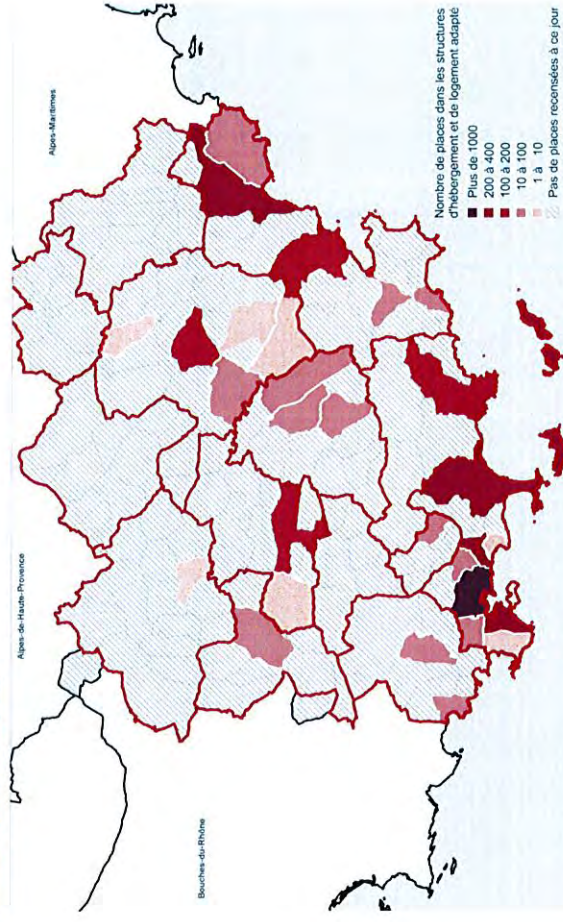 Alpes-Maritimes
Alpes-de-Haute-Provence
Bouches-du-Rhône
Nombre de places dans les structures
d'hébergement et de logement adapté
Plus de 1000
200 à 400
100 à 200
10 à 100
1 à 10
Pas de places recensées à ce jour